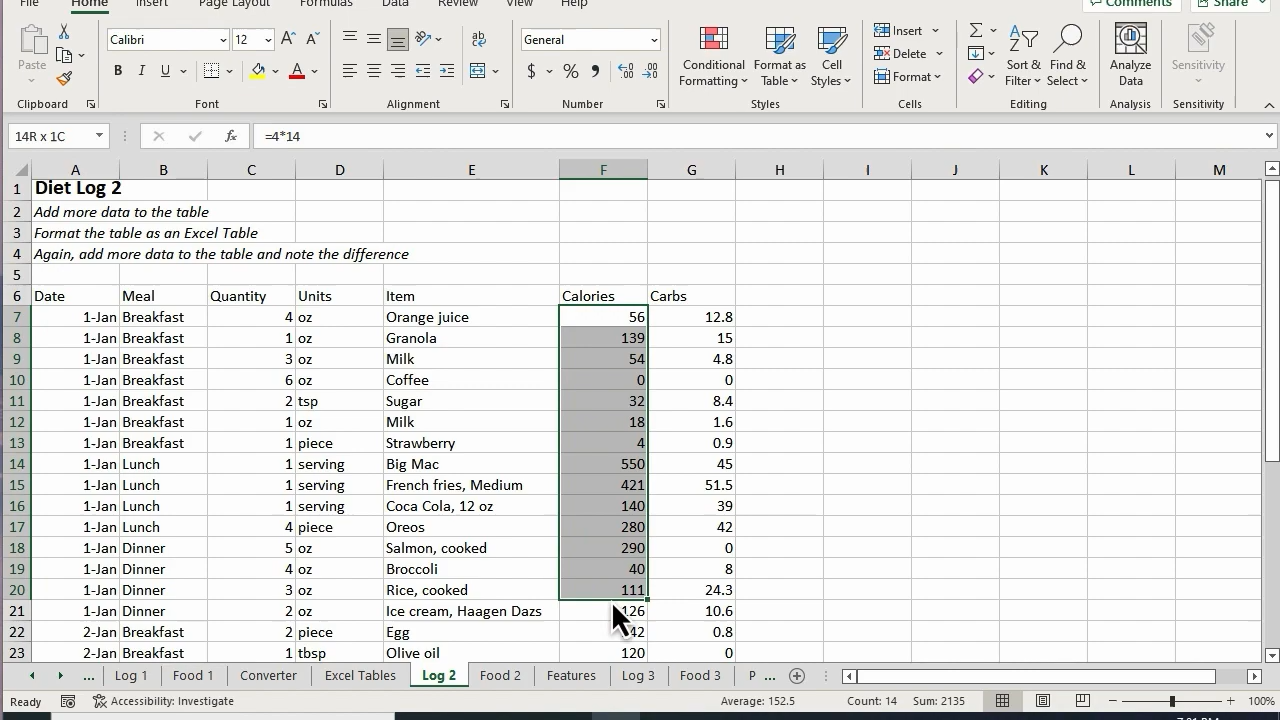 File Home Insert Page Layout Formulas Data Review View Help Comments Share
Calibri 12 General Insert
Paste B I U $ % Conditional Formatting Format as Table Cell Styles Delete Format Sort & Filter Find & Select Analyze Data Sensitivity
Clipboard Font Alignment Number Styles Cells Editing Analysis Sensitivity
14R x 1C fx =4*14
A B C D E F G H I J K L M
1 Diet Log 2
2 Add more data to the table
3 Format the table as an Excel Table
4 Again, add more data to the table and note the difference
5
6 Date Meal Quantity Units Item Calories Carbs
7 1-Jan Breakfast 4 oz Orange juice 56 12.8
8 1-Jan Breakfast 1 oz Granola 139 15
9 1-Jan Breakfast 3 oz Milk 54 4.8
10 1-Jan Breakfast 6 oz Coffee 0 0
11 1-Jan Breakfast 2 tsp Sugar 32 8.4
12 1-Jan Breakfast 1 oz Milk 18 1.6
13 1-Jan Breakfast 1 piece Strawberry 4 0.9
14 1-Jan Lunch 1 serving Big Mac 550 45
15 1-Jan Lunch 1 serving French fries, Medium 421 51.5
16 1-Jan Lunch 1 serving Coca Cola, 12 oz 140 39
17 1-Jan Lunch 4 piece Oreos 280 42
18 1-Jan Dinner 5 oz Salmon, cooked 290 0
19 1-Jan Dinner 4 oz Broccoli 40 8
20 1-Jan Dinner 3 oz Rice, cooked 111 24.3
21 1-Jan Dinner 2 oz Ice cream, Haagen Dazs 126 10.6
22 2-Jan Breakfast 2 piece Egg 42 0.8
23 2-Jan Breakfast 1 tbsp Olive oil 120 0
... Log 1 Food 1 Converter Excel Tables Log 2 Food 2 Features Log 3 Food 3 P ...
Ready Accessibility: Investigate Average: 152.5 Count: 14 Sum: 2135 100%